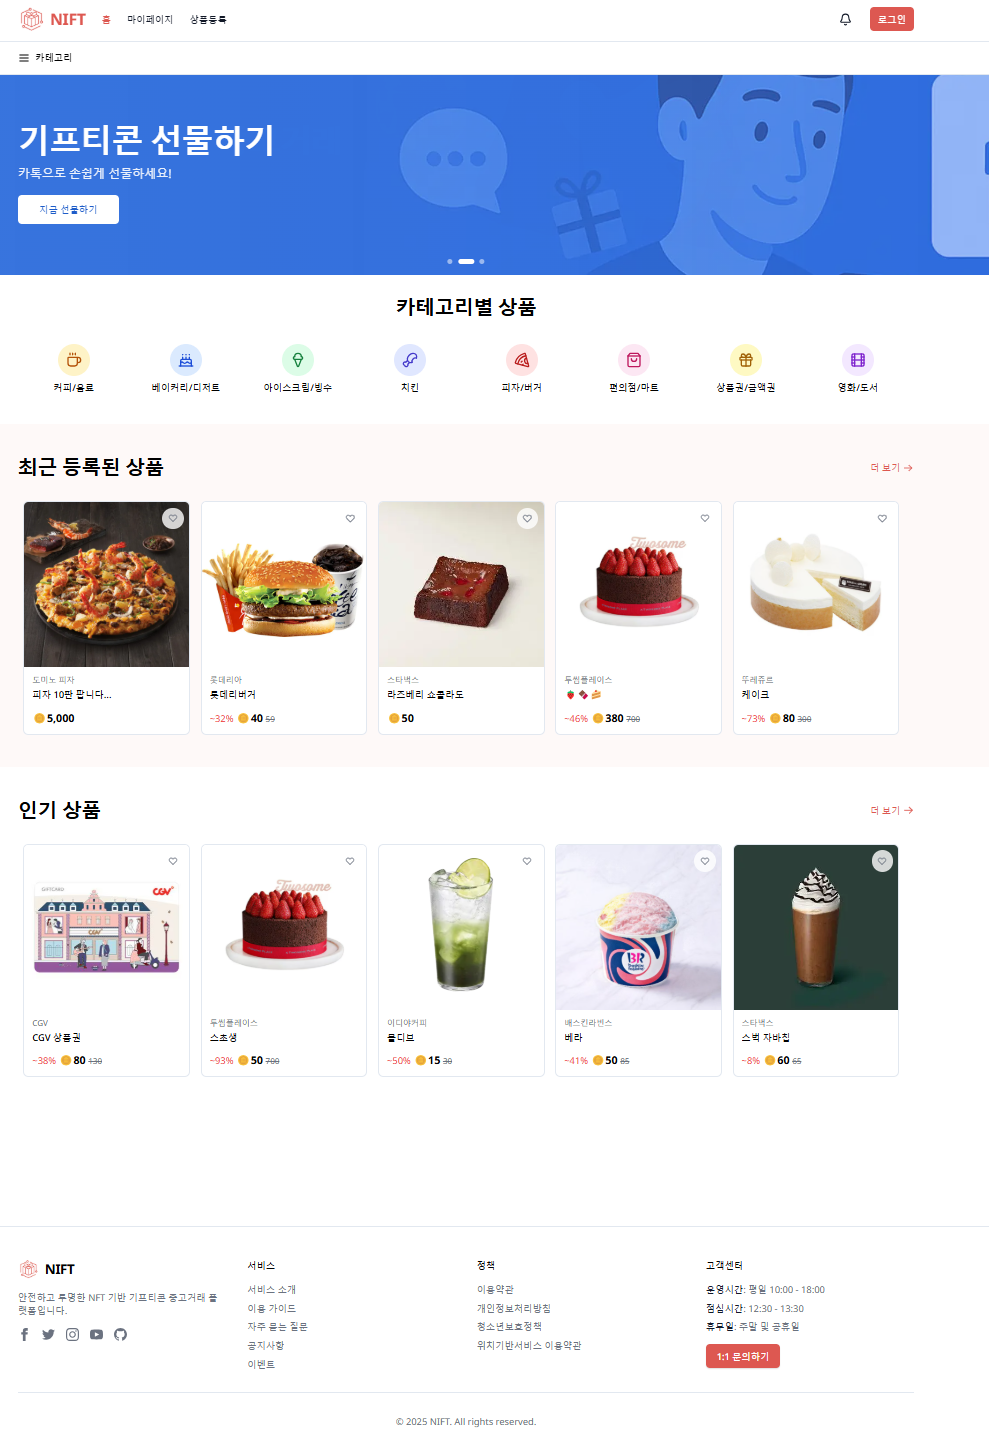 NIFT 홈 마이페이지 상품등록 로그인
카테고리
기프티콘 선물하기
카톡으로 손쉽게 선물하세요!
지금 선물하기
카테고리별 상품
커피/음료 베이커리/디저트 아이스크림/빙수 치킨 피자/버거 편의점/마트 상품권/금액권 영화/도서
최근 등록된 상품 더 보기 →
Twosome
도미노 피자 롯데리아 스타벅스 투썸플레이스 뚜레쥬르
피자 10판 팝니다... 롯데리버거 라즈베리 쇼콜라도 🍓🍫🍰 케이크
5,000 ~32% 40 59 50 ~46% 380 700 ~73% 80 300
인기 상품 더 보기 →
CGV Twosome
CGV
BR
CGV 투썸플레이스 이디야커피 배스킨라빈스 스타벅스
CGV 상품권 스초생 몰디브 베라 스벅 자바칩
~38% 80 130 ~93% 50 700 ~50% 15 30 ~41% 50 85 ~8% 60 65
NIFT
안전하고 투명한 NFT 기반 기프티콘 중고거래 플
랫폼입니다.
서비스
서비스 소개
이용 가이드
자주 묻는 질문
공지사항
이벤트
정책
이용약관
개인정보처리방침
청소년보호정책
위치기반서비스 이용약관
고객센터
운영시간: 평일 10:00 - 18:00
점심시간: 12:30 - 13:30
휴무일: 주말 및 공휴일
1:1 문의하기
© 2025 NIFT. All rights reserved.